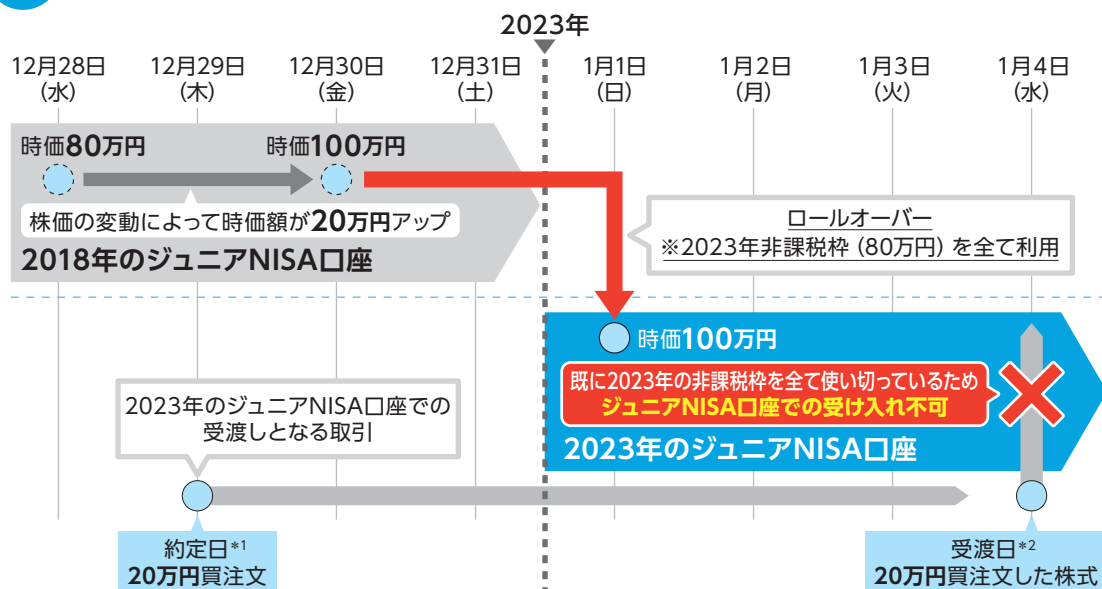 2023年
12月28日
(水)
12月29日
(木)
12月30日
(金)
12月31日
(土)
1月1日
(日)
1月2日
(月)
1月3日
(火)
1月4日
(水)
時価80万円
時価100万円
株価の変動によって時価額が20万円アップ
2018年のジュニアNISA口座
ロールオーバー
※2023年非課税枠(80万円)を全て利用
時価100万円
既に2023年の非課税枠を全て使い切っているため
ジュニアNISA口座での受け入れ不可
2023年のジュニアNISA口座
2023年のジュニアNISA口座での
受渡しとなる取引
約定日*1
20万円買注文
受渡日*2
20万円買注文した株式